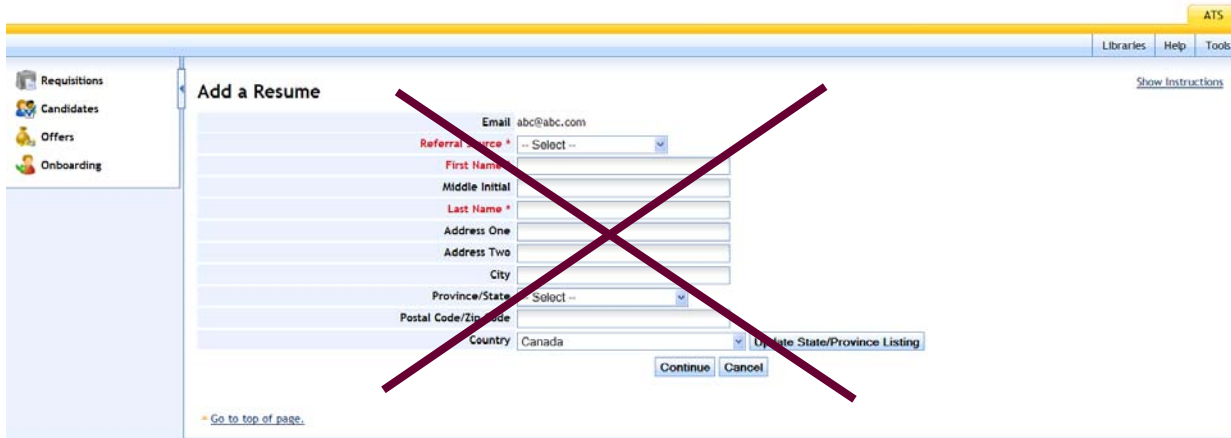 ATS
Libraries Help Tools
Requisitions
Candidates
Offers
Onboarding
Show Instructions
Add a Resume
Email abc@abc.com
Referral Source * -- Select --
First Name *
Middle Initial
Last Name *
Address One
Address Two
City
Province/State -- Select --
Postal Code/Zip Code
Country Canada Update State/Province Listing
Continue Cancel
Go to top of page.